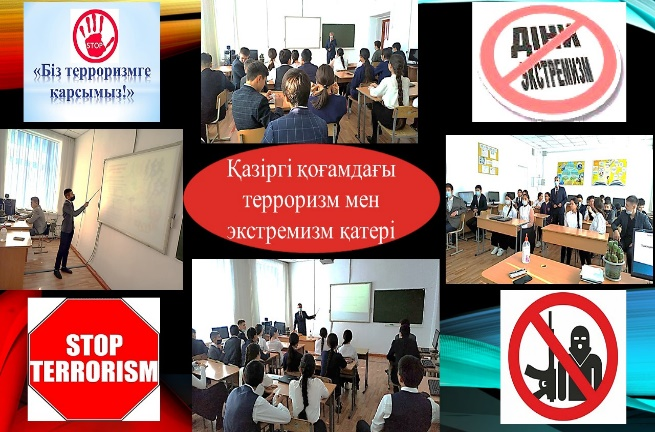 STOP
«Біз терроризмге
қарсымыз!»
ДІНИ
ЭКСТРЕМИЗМ
Қазіргі қоғамдағы
терроризм мен
экстремизм қатері
STOP
TERRORISM